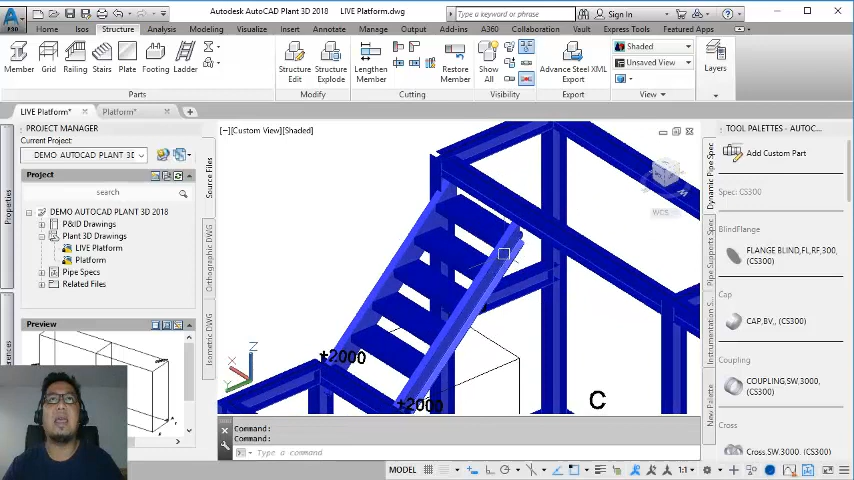 Autodesk AutoCAD Plant 3D 2018 LIVE Platform.dwg
Type a keyword or phrase
Sign In
P3D
Home Isos Structure Analysis Modeling Visualize Insert Annotate View Manage Output Add-ins A360 Collaboration Vault Express Tools Featured Apps
Member Grid Railing Stairs Plate Footing Ladder
Structure Edit
Structure Explode
Lengthen Member
Restore Member
Show All
Advanced Steel XML Export
Shaded
Unsaved View
Layers
Parts Modify Cutting Visibility Export View
LIVE Platform* Platform*
PROJECT MANAGER
Current Project:
DEMO AUTOCAD PLANT 3D
Project
search
DEMO AUTOCAD PLANT 3D 2018
P&ID Drawings
Plant 3D Drawings
LIVE Platform
Platform
Pipe Specs
Related Files
Preview
Properties
Source Files
Orthographic DWG
Isometric DWG
[−][Custom View][Shaded]
WCS
+2000
+2000
C
Z
X
Y
Command:
Command:
Type a command
MODEL
1:1
TOOL PALETTES - AUTOC...
Add Custom Part
Spec: CS300
BlindFlange
FLANGE BLIND,FL,RF,300,
(CS300)
Cap
CAP,BV,, (CS300)
Coupling
COUPLING,SW,3000,
(CS300)
Cross
Cross,SW,3000, (CS300)
Dynamic Pipe Spec
Pipe Supports Spec
Instrumentation S...
New Palette